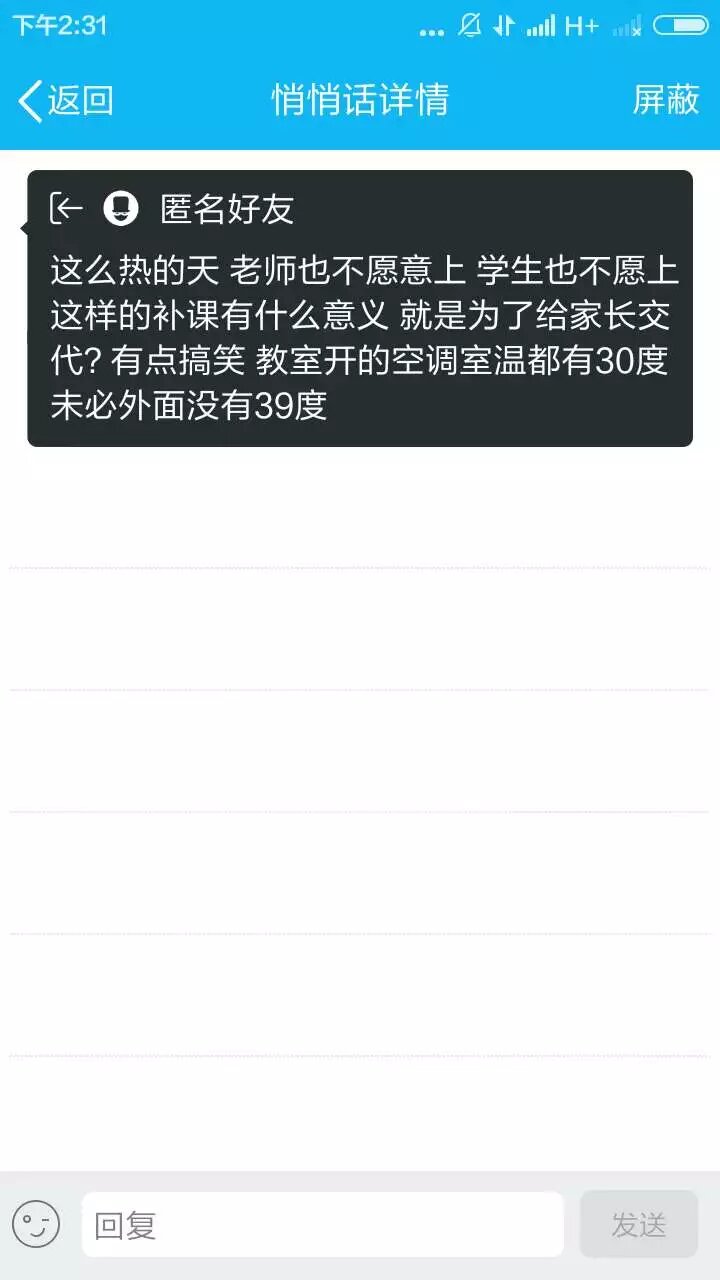 下午2:31
... H+
返回 悄悄话详情 屏蔽
匿名好友
这么热的天 老师也不愿意上 学生也不愿上
这样的补课有什么意义 就是为了给家长交
代? 有点搞笑 教室开的空调室温都有30度
未必外面没有39度
回复 发送